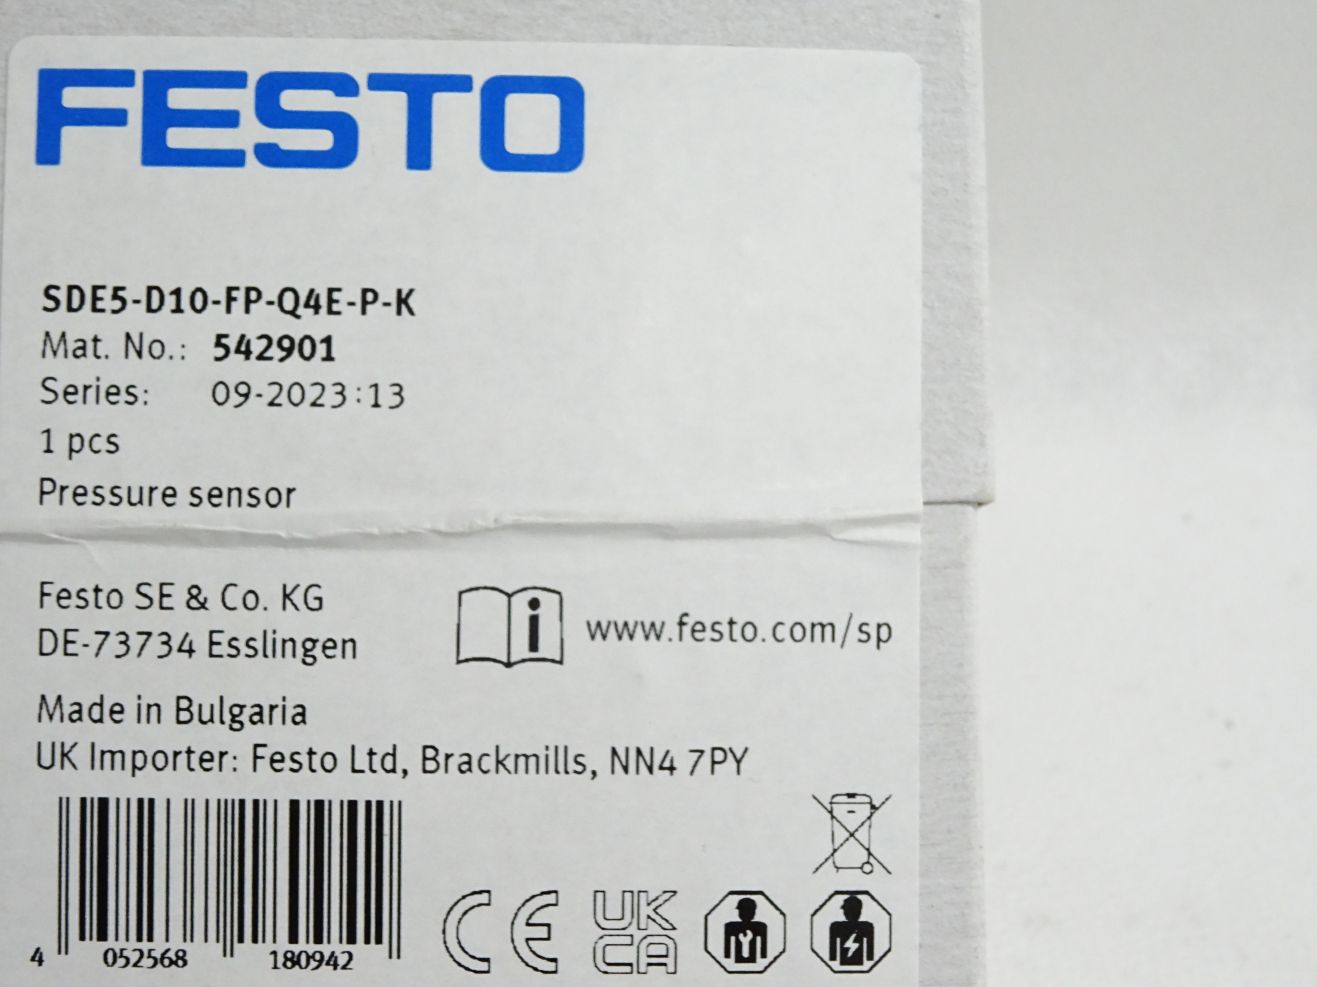 FESTO
SDE5-D10-FP-Q4E-P-K
Mat. No.: 542901
Series: 09-2023:13
1 pcs
Pressure sensor
Festo SE & Co. KG
DE-73734 Esslingen
i www.festo.com/sp
Made in Bulgaria
UK Importer: Festo Ltd, Brackmills, NN4 7PY
4 052568 180942
CE UK
CA